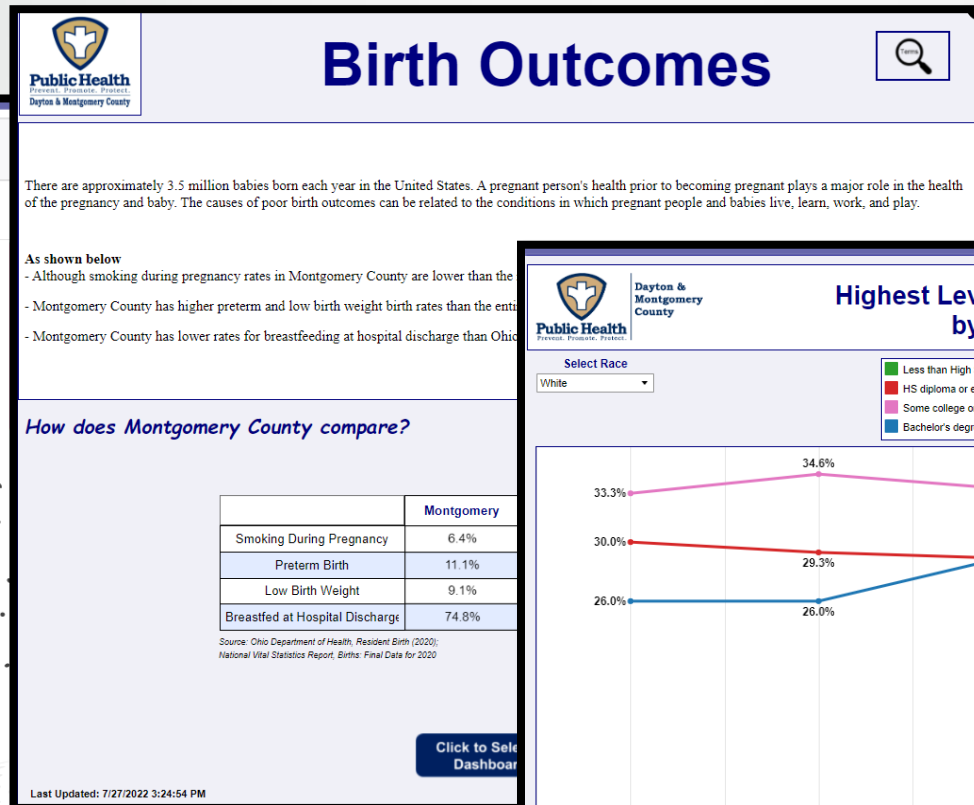 Public Health
Prevent. Promote. Protect.
Dayton & Montgomery County
Birth Outcomes
Terms
There are approximately 3.5 million babies born each year in the United States. A pregnant person's health prior to becoming pregnant plays a major role in the health
of the pregnancy and baby. The causes of poor birth outcomes can be related to the conditions in which pregnant people and babies live, learn, work, and play.
As shown below
- Although smoking during pregnancy rates in Montgomery County are lower than the
- Montgomery County has higher preterm and low birth weight birth rates than the enti
- Montgomery County has lower rates for breastfeeding at hospital discharge than Ohio
How does Montgomery County compare?
Montgomery
Smoking During Pregnancy 6.4%
Preterm Birth 11.1%
Low Birth Weight 9.1%
Breastfed at Hospital Discharge 74.8%
Source: Ohio Department of Health, Resident Birth (2020);
National Vital Statistics Report, Births: Final Data for 2020
Click to Sele
Dashboar
Last Updated: 7/27/2022 3:24:54 PM
Public Health
Prevent. Promote. Protect.
Dayton &
Montgomery
County
Highest Lev
by
Select Race
White
Less than High
HS diploma or e
Some college o
Bachelor's degr
34.6%
33.3%
30.0%
29.3%
26.0%
26.0%